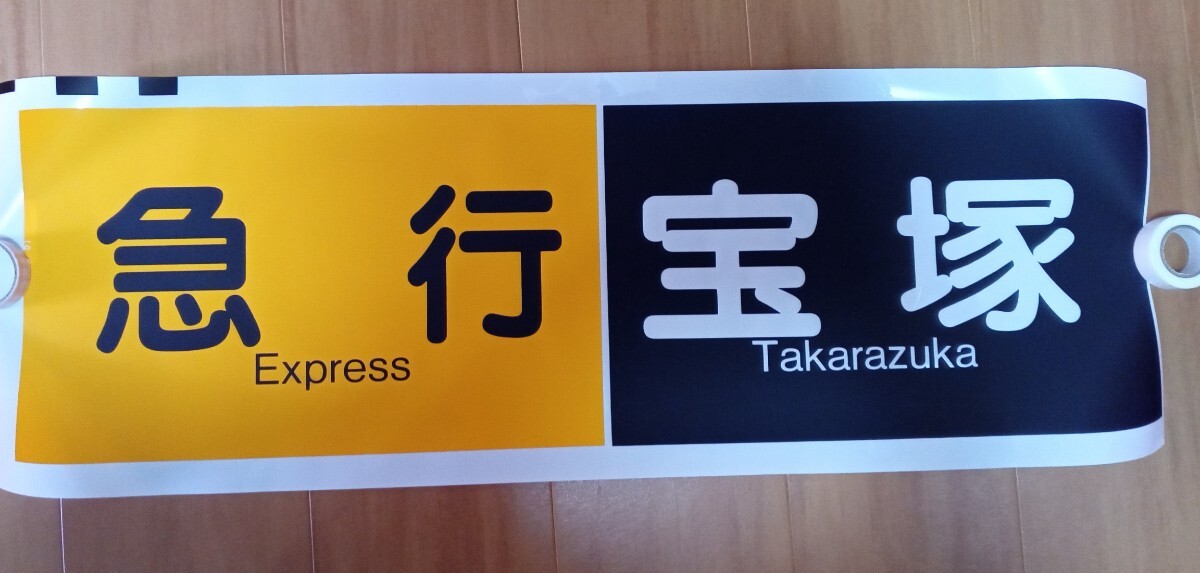 急行
Express
宝塚
Takarazuka